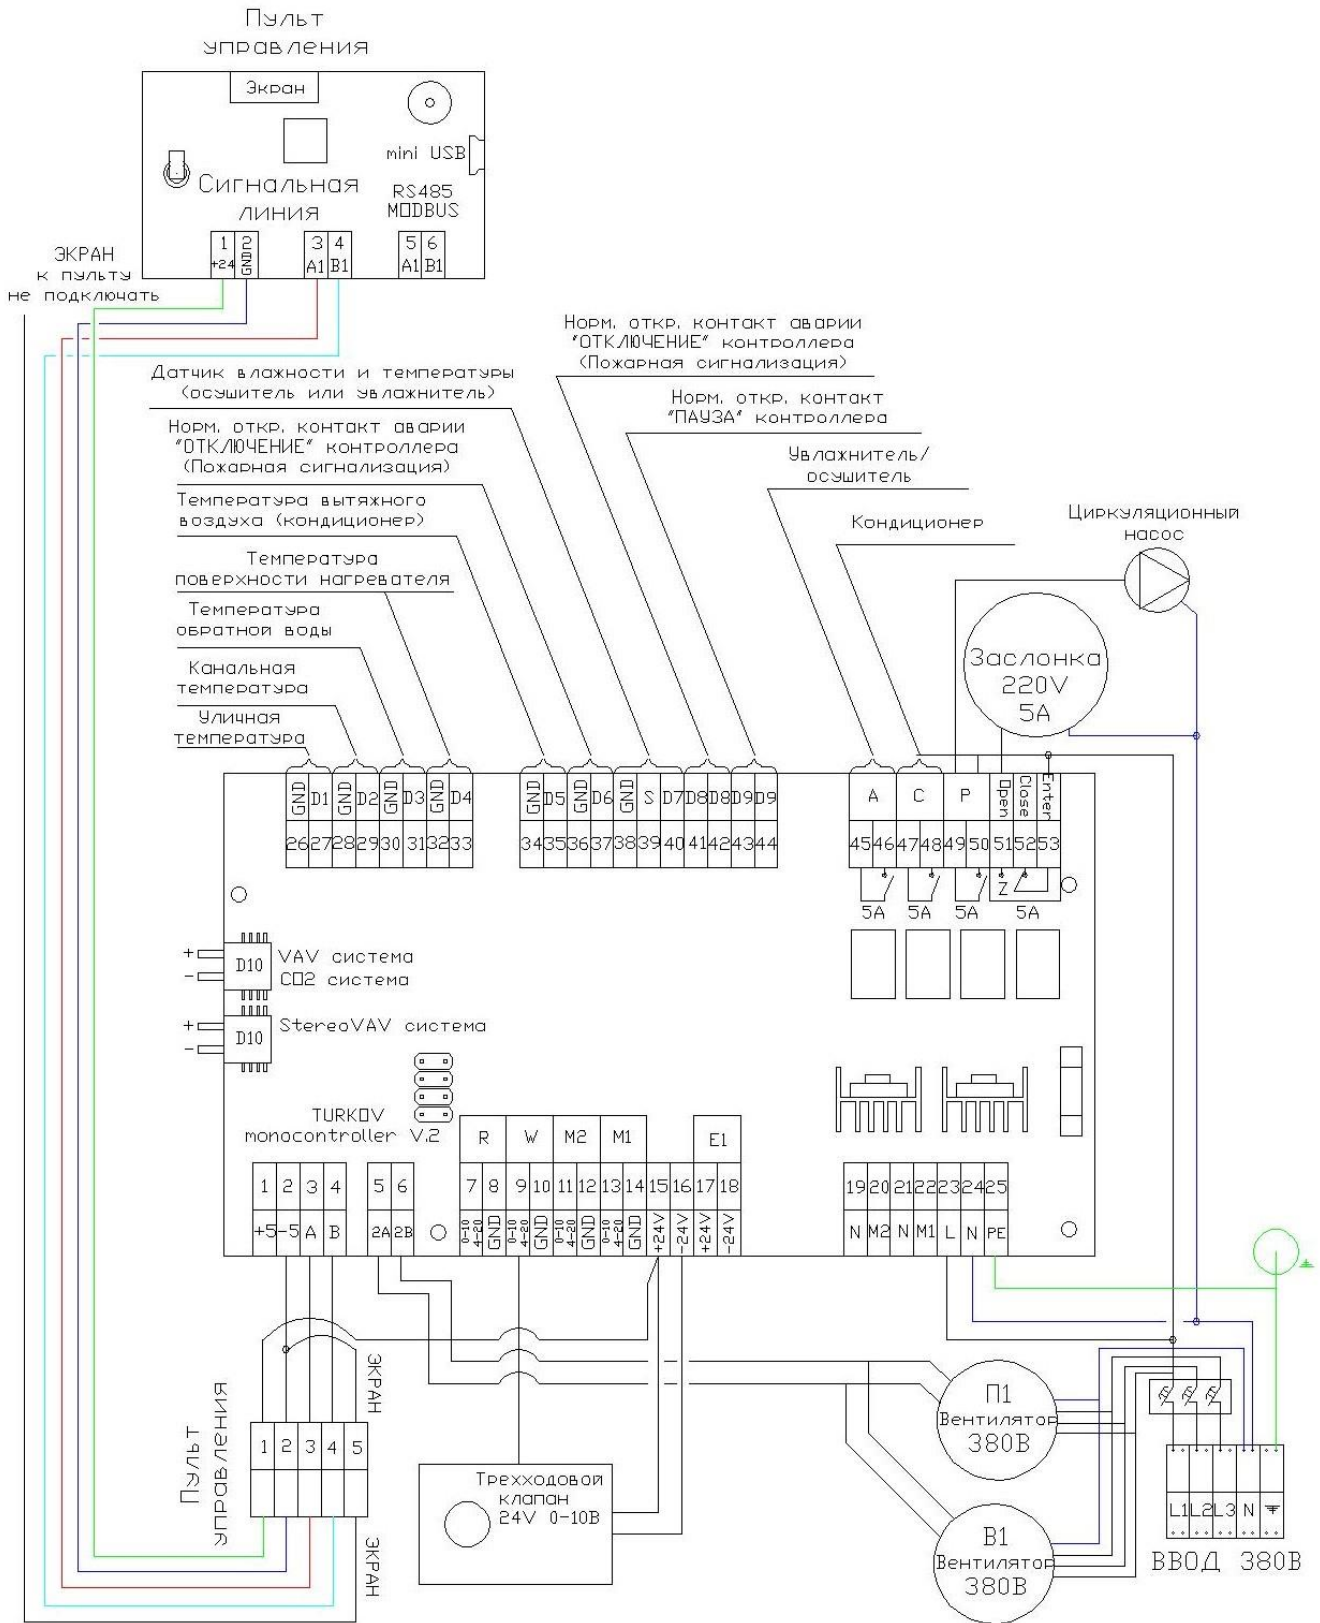 Пульт
управления
Экран
mini USB
Сигнальная
линия
RS485
MODBUS
1 2 3 4 5 6
+24 GND A1 B1 A1 B1
ЭКРАН
к пульту
не подключать
Норм. откр. контакт аварии
"ОТКЛЮЧЕНИЕ" контроллера
(Пожарная сигнализация)
Датчик влажности и температуры
(осушитель или увлажнитель)
Норм. откр. контакт
"ПАУЗА" контроллера
Норм. откр. контакт аварии
"ОТКЛЮЧЕНИЕ" контроллера
(Пожарная сигнализация)
Увлажнитель/
осушитель
Температура вытяжного
воздуха (кондиционер)
Кондиционер
Циркуляционный
насос
Температура
поверхности нагревателя
Температура
обратной воды
Канальная
температура
Уличная
температура
Заслонка
220V
5A
GND D1 GND D2 GND D3 GND D4
26 27 28 29 30 31 32 33
GND D5 GND D6 GND S D7 D8 D8 D9 D9
34 35 36 37 38 39 40 41 42 43 44
A C P Open Close Enter
45 46 47 48 49 50 51 52 53
Z
5A 5A 5A 5A
D10
+
-
VAV система
CO2 система
D10
+
-
StereoVAV система
TURKOV
monocontroller V.2
R W M2 M1 E1
1 2 3 4 5 6 7 8 9 10 11 12 13 14 15 16 17 18
+5 -5 A B 2A 2B 0-10 4-20 GND 0-10 4-20 GND 0-10 4-20 GND 0-10 4-20 GND +24V -24V +24V -24V
19 20 21 22 23 24 25
N M2 N M1 L N PE
ЭКРАН
Пульт
управления
1 2 3 4 5
ЭКРАН
Трехходовой
клапан
24V 0-10В
П1
Вентилятор
380В
В1
Вентилятор
380В
L1 L2 L3 N
ВВОД 380В